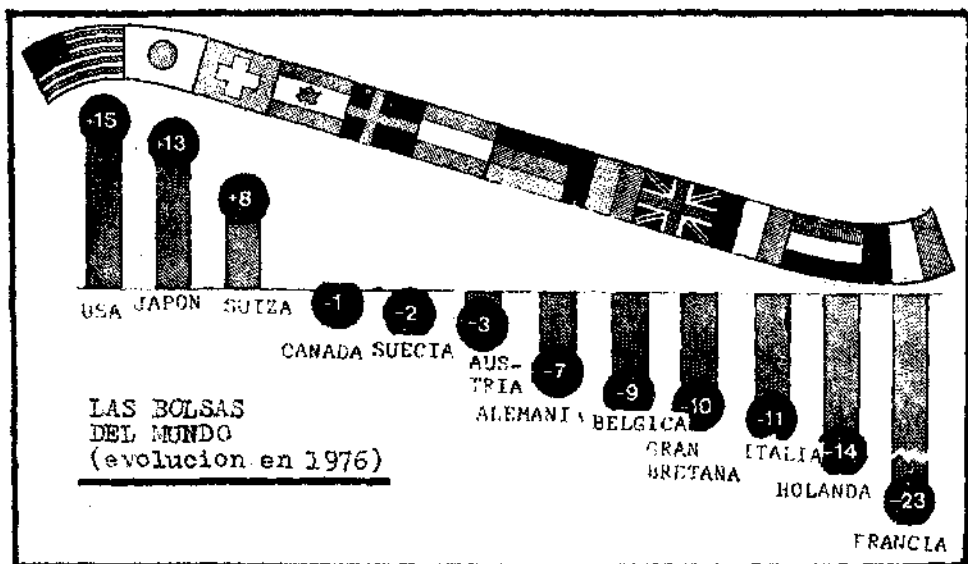 +15
+13
+8
USA
JAPON
SUIZA
-1
-2
-3
CANADA
SUECIA
AUS-
TRIA
-7
ALEMANIA
-9
BELGICA
-10
GRAN
BRETANA
-11
ITALIA
-14
HOLANDA
-23
FRANCIA
LAS BOLSAS
DEL MUNDO
(evolucion en 1976)